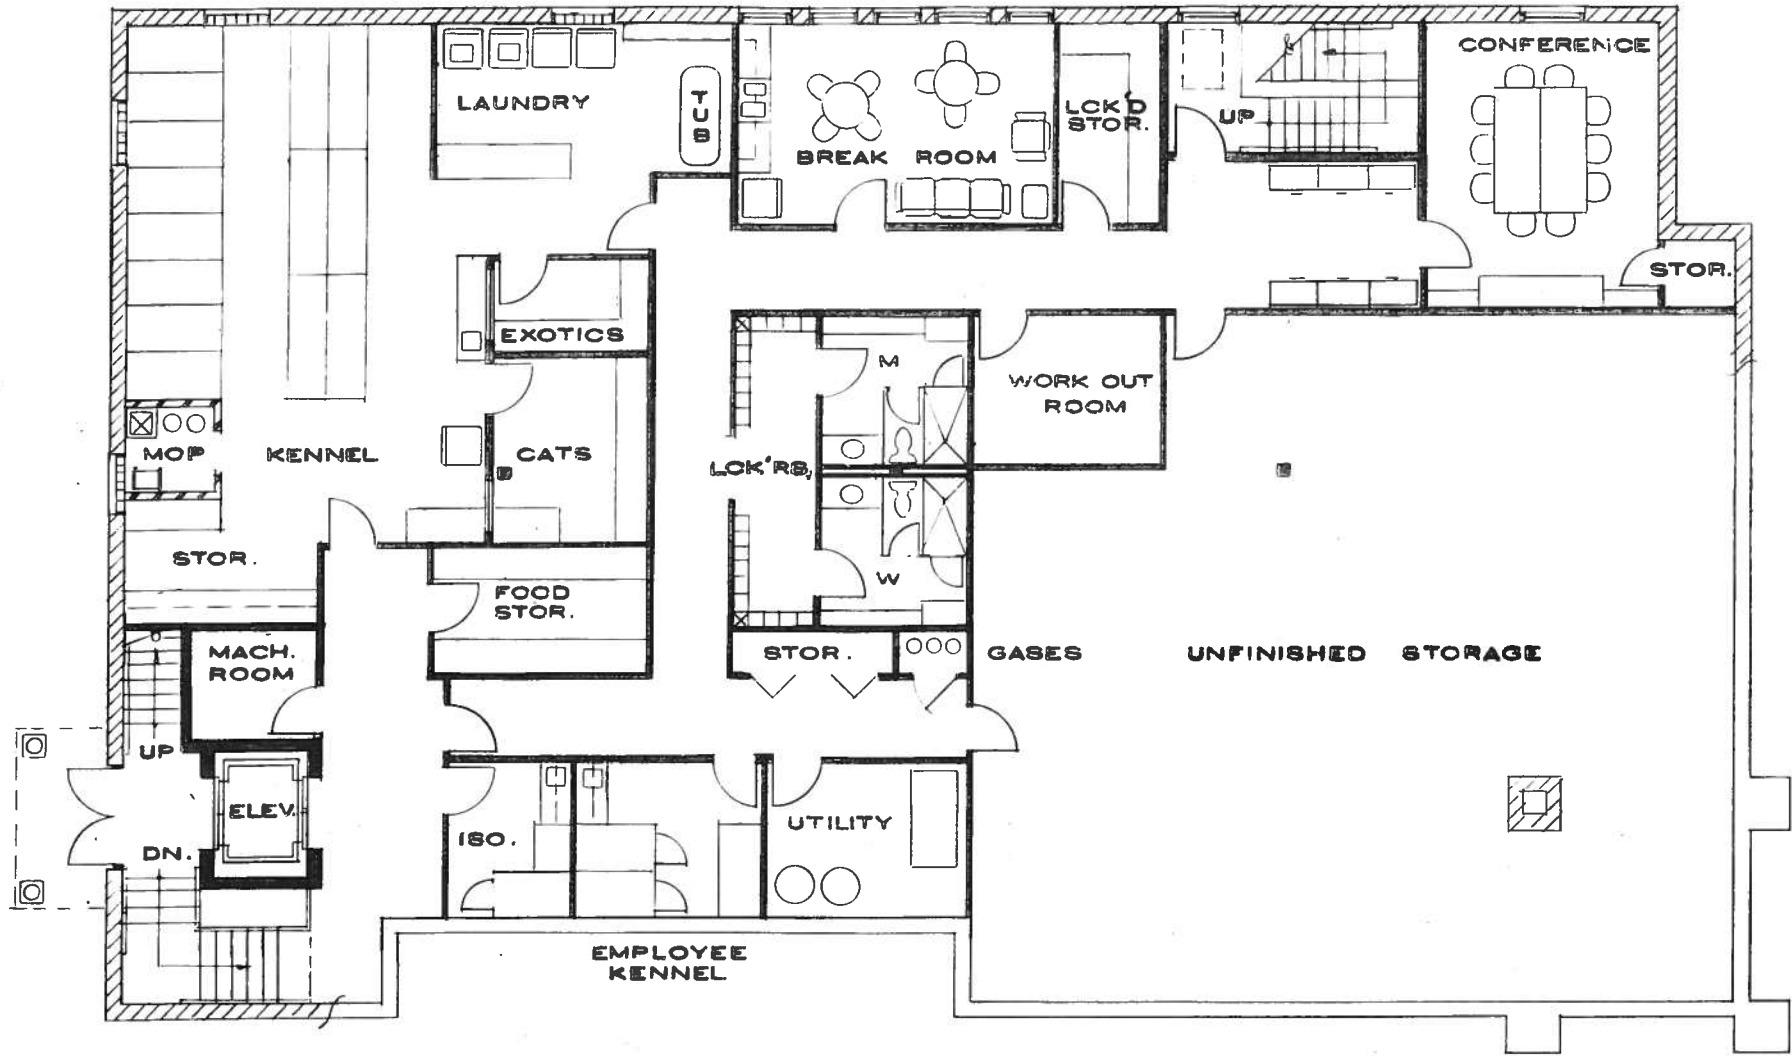 CONFERENCE
LAUNDRY
TUB
LCK'D
STOR.
UP
BREAK ROOM
STOR.
EXOTICS
M
WORK OUT
ROOM
MOP
KENNEL
CATS
LCK'RS.
STOR.
W
FOOD
STOR.
MACH.
ROOM
STOR.
GASES
UNFINISHED STORAGE
UP
ELEV.
ISO.
UTILITY
DN.
EMPLOYEE
KENNEL